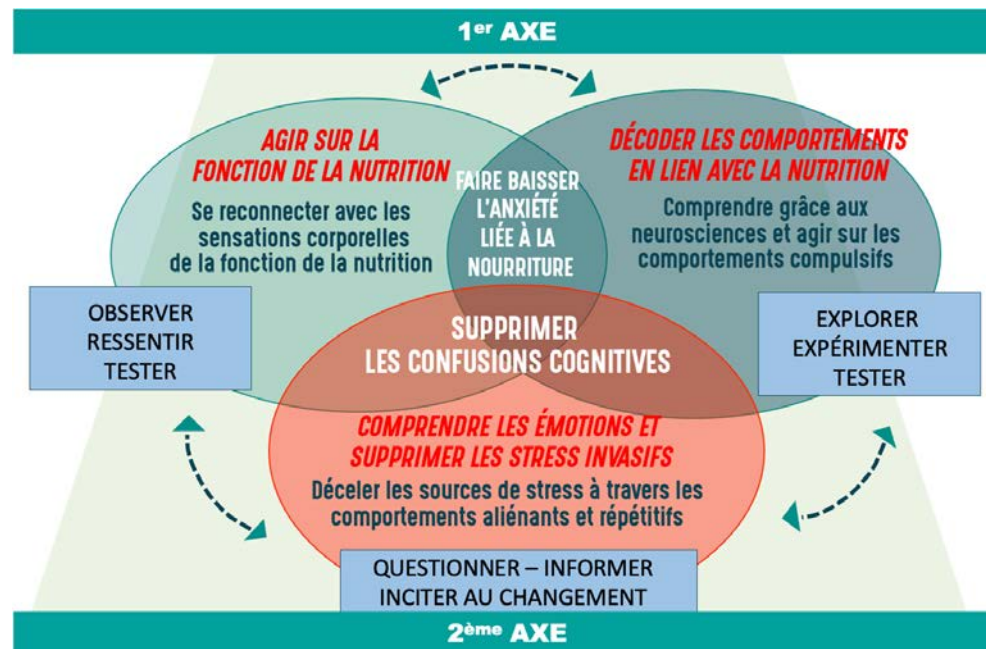 1er AXE
AGIR SUR LA
FONCTION DE LA NUTRITION
Se reconnecter avec les
sensations corporelles
de la fonction de la nutrition
FAIRE BAISSER
L'ANXIÉTÉ
LIÉE À LA
NOURRITURE
DÉCODER LES COMPORTEMENTS
EN LIEN AVEC LA NUTRITION
Comprendre grâce aux
neurosciences et agir sur les
comportements compulsifs
OBSERVER
RESSENTIR
TESTER
SUPPRIMER
LES CONFUSIONS COGNITIVES
EXPLORER
EXPÉRIMENTER
TESTER
COMPRENDRE LES ÉMOTIONS ET
SUPPRIMER LES STRESS INVASIFS
Déceler les sources de stress à travers les
comportements aliénants et répétitifs
QUESTIONNER – INFORMER
INCITER AU CHANGEMENT
2ème AXE